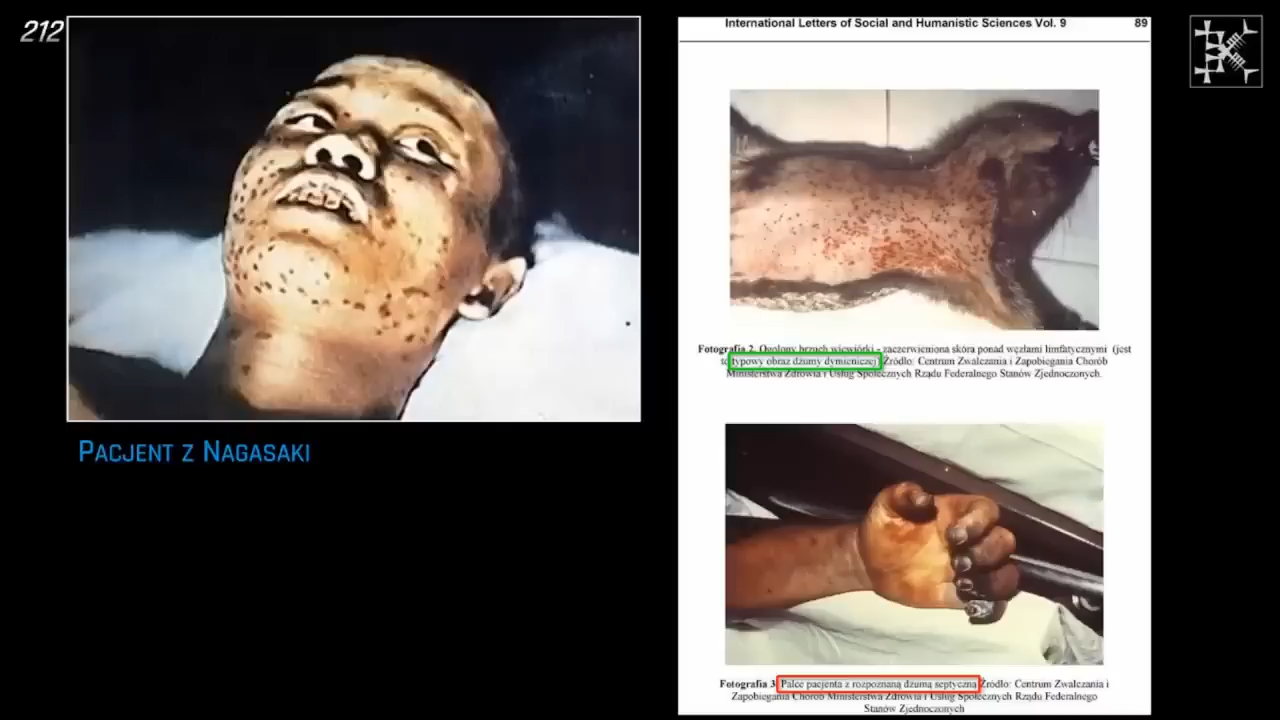 212
Pacjent z Nagasaki
International Letters of Social and Humanistic Sciences Vol. 9 89
Fotografia 2. Ogolony brzuch wiewiórki - zaczerwieniona skóra ponad węzłami limfatycznymi (jest
to typowy obraz dżumy dymieniczej Źródło: Centrum Zwalczania i Zapobiegania Chorób
Ministerstwa Zdrowia i Usług Społecznych Rządu Federalnego Stanów Zjednoczonych.
Fotografia 3 Palce pacjenta z rozpoznaną dżumą septyczną Źródło: Centrum Zwalczania i
Zapobiegania Chorób Ministerstwa Zdrowia i Usług Społecznych Rządu Federalnego
Stanów Zjednoczonych